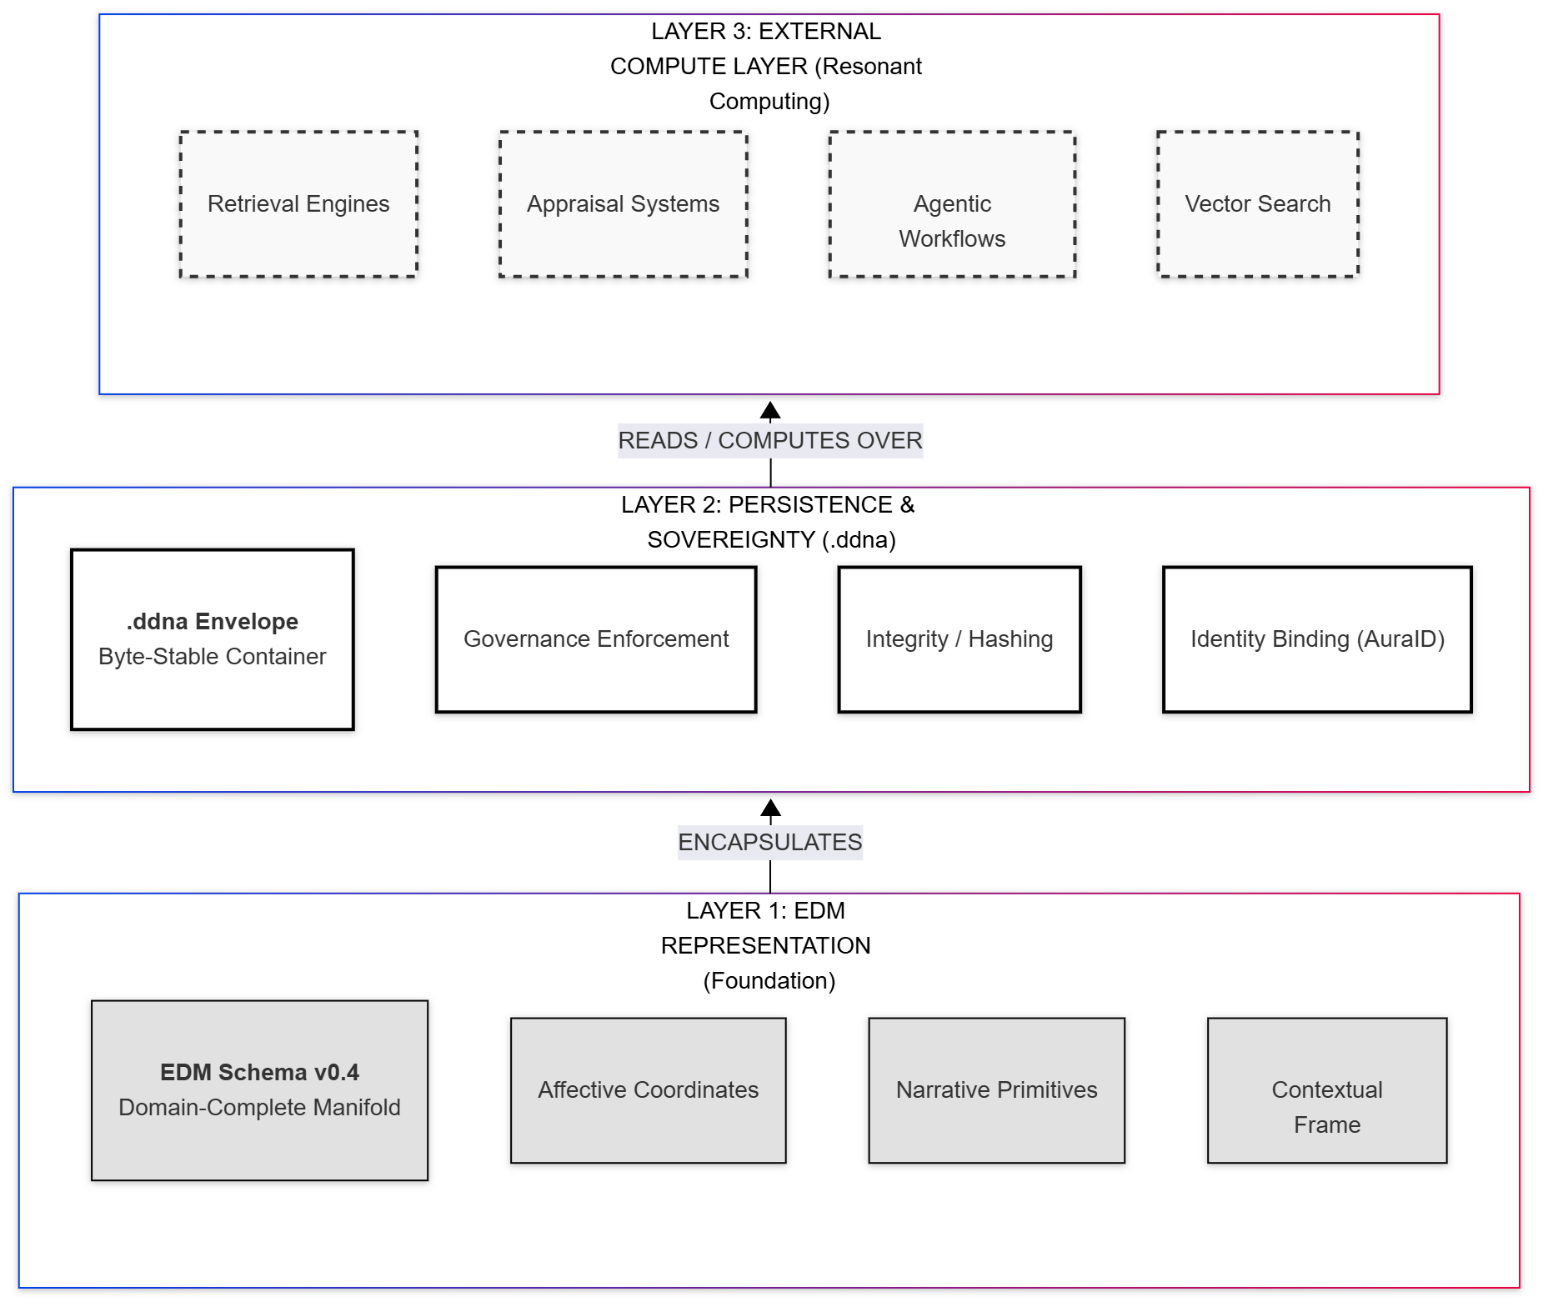 LAYER 3: EXTERNAL
COMPUTE LAYER (Resonant
Computing)
Retrieval Engines
Appraisal Systems
Agentic
Workflows
Vector Search
READS / COMPUTES OVER
LAYER 2: PERSISTENCE &
SOVEREIGNTY (.ddna)
.ddna Envelope
Byte-Stable Container
Governance Enforcement
Integrity / Hashing
Identity Binding (AuraID)
ENCAPSULATES
LAYER 1: EDM
REPRESENTATION
(Foundation)
EDM Schema v0.4
Domain-Complete Manifold
Affective Coordinates
Narrative Primitives
Contextual
Frame